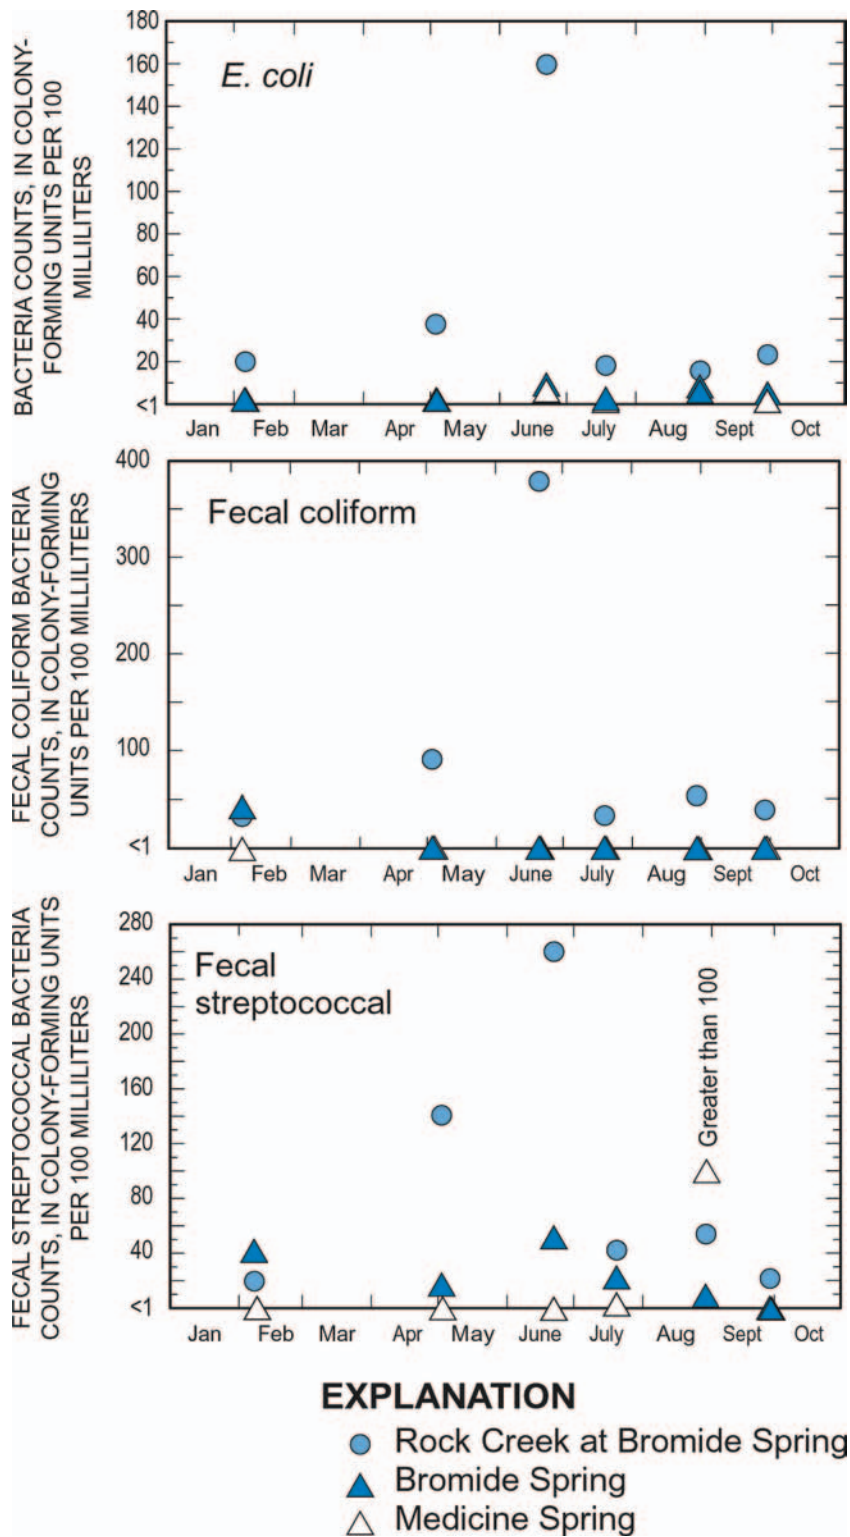 BACTERIA COUNTS, IN COLONY-
FORMING UNITS PER 100
MILLILITERS
180
160
140
120
100
80
60
40
20
<1
E. coli
Jan Feb Mar Apr May June July Aug Sept Oct
FECAL COLIFORM BACTERIA
COUNTS, IN COLONY-FORMING
UNITS PER 100 MILLILITERS
400
300
200
100
<1
Fecal coliform
Jan Feb Mar Apr May June July Aug Sept Oct
FECAL STREPTOCOCCAL BACTERIA
COUNTS, IN COLONY-FORMING UNITS
PER 100 MILLILITERS
280
240
200
160
120
80
40
<1
Fecal
streptococcal
Greater than 100
Jan Feb Mar Apr May June July Aug Sept Oct
EXPLANATION
Rock Creek at Bromide Spring
Bromide Spring
Medicine Spring